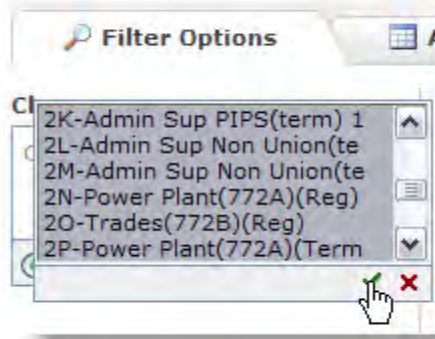 Filter Options
2K-Admin Sup PIPS(term) 1
2L-Admin Sup Non Union(te
2M-Admin Sup Non Union(te
2N-Power Plant(772A)(Reg)
2O-Trades(772B)(Reg)
2P-Power Plant(772A)(Term